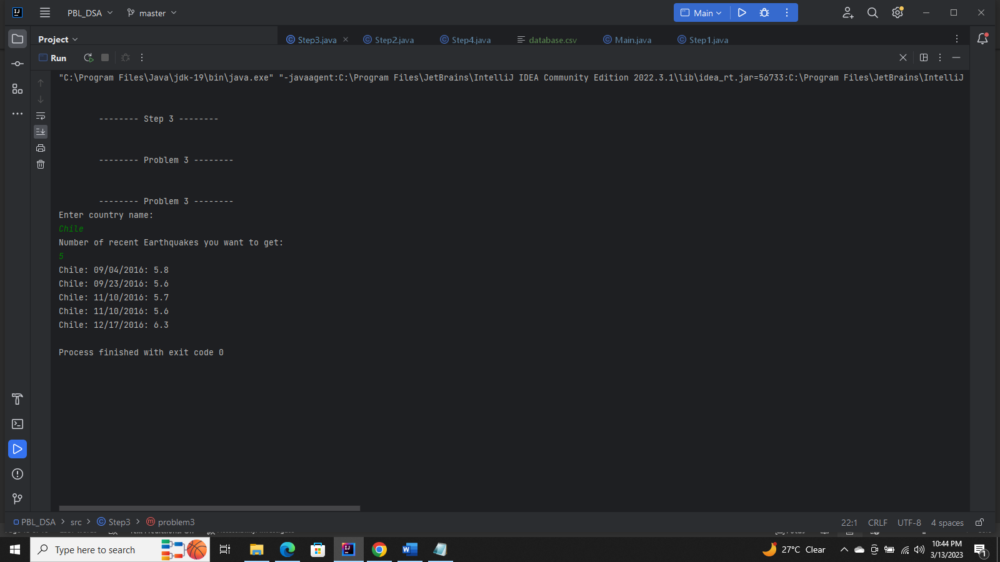 PBL_DSA master Main
Project Step3.java Step2.java Step4.java database.csv Main.java Step1.java
Run
"C:\Program Files\Java\jdk-19\bin\java.exe" "-javaagent:C:\Program Files\JetBrains\IntelliJ IDEA Community Edition 2022.3.1\lib\idea_rt.jar=56733:C:\Program Files\JetBrains\IntelliJ
-------- Step 3 --------
-------- Problem 3 --------
-------- Problem 3 --------
Enter country name:
Chile
Number of recent Earthquakes you want to get:
5
Chile: 09/04/2016: 5.8
Chile: 09/23/2016: 5.6
Chile: 11/10/2016: 5.7
Chile: 11/10/2016: 5.6
Chile: 12/17/2016: 6.3
Process finished with exit code 0
PBL_DSA > src > Step3 > problem3 22:1 CRLF UTF-8 4 spaces
Type here to search 27°C Clear 10:44 PM
3/13/2023 1